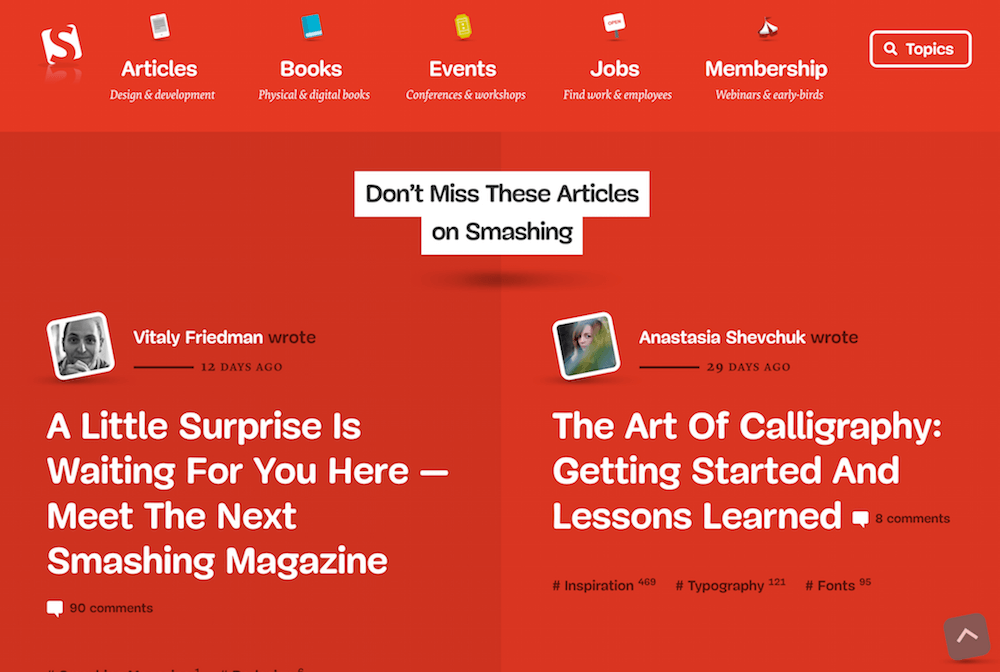 S
Articles
Design & development
Books
Physical & digital books
Events
Conferences & workshops
OPEN
Jobs
Find work & employees
Membership
Webinars & early-birds
Topics
Don’t Miss These Articles
on Smashing
Vitaly Friedman wrote
12 DAYS AGO
A Little Surprise Is
Waiting For You Here —
Meet The Next
Smashing Magazine
90 comments
Anastasia Shevchuk wrote
29 DAYS AGO
The Art Of Calligraphy:
Getting Started And
Lessons Learned 8 comments
# Inspiration 469 # Typography 121 # Fonts 95